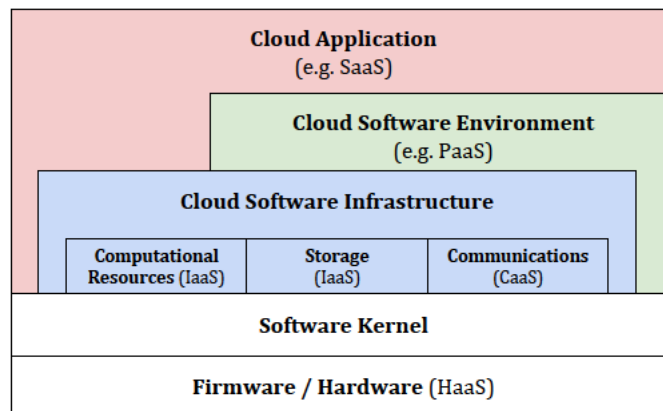 Cloud Application
(e.g. SaaS)
Cloud Software Environment
(e.g. PaaS)
Cloud Software Infrastructure
Computational
Resources (IaaS)
Storage
(IaaS)
Communications
(CaaS)
Software Kernel
Firmware / Hardware (HaaS)